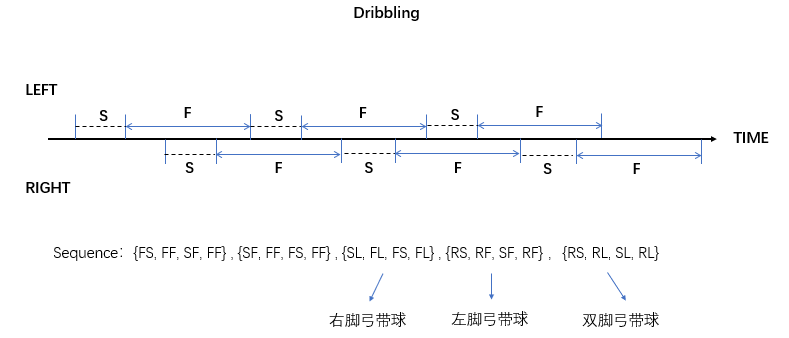 Dribbling
LEFT
S F S F S F
TIME
S F S F S F
RIGHT
Sequence: {FS, FF, SF, FF} , {SF, FF, FS, FF} , {SL, FL, FS, FL} , {RS, RF, SF, RF} , {RS, RL, SL, RL}
右脚弓带球 左脚弓带球 双脚弓带球